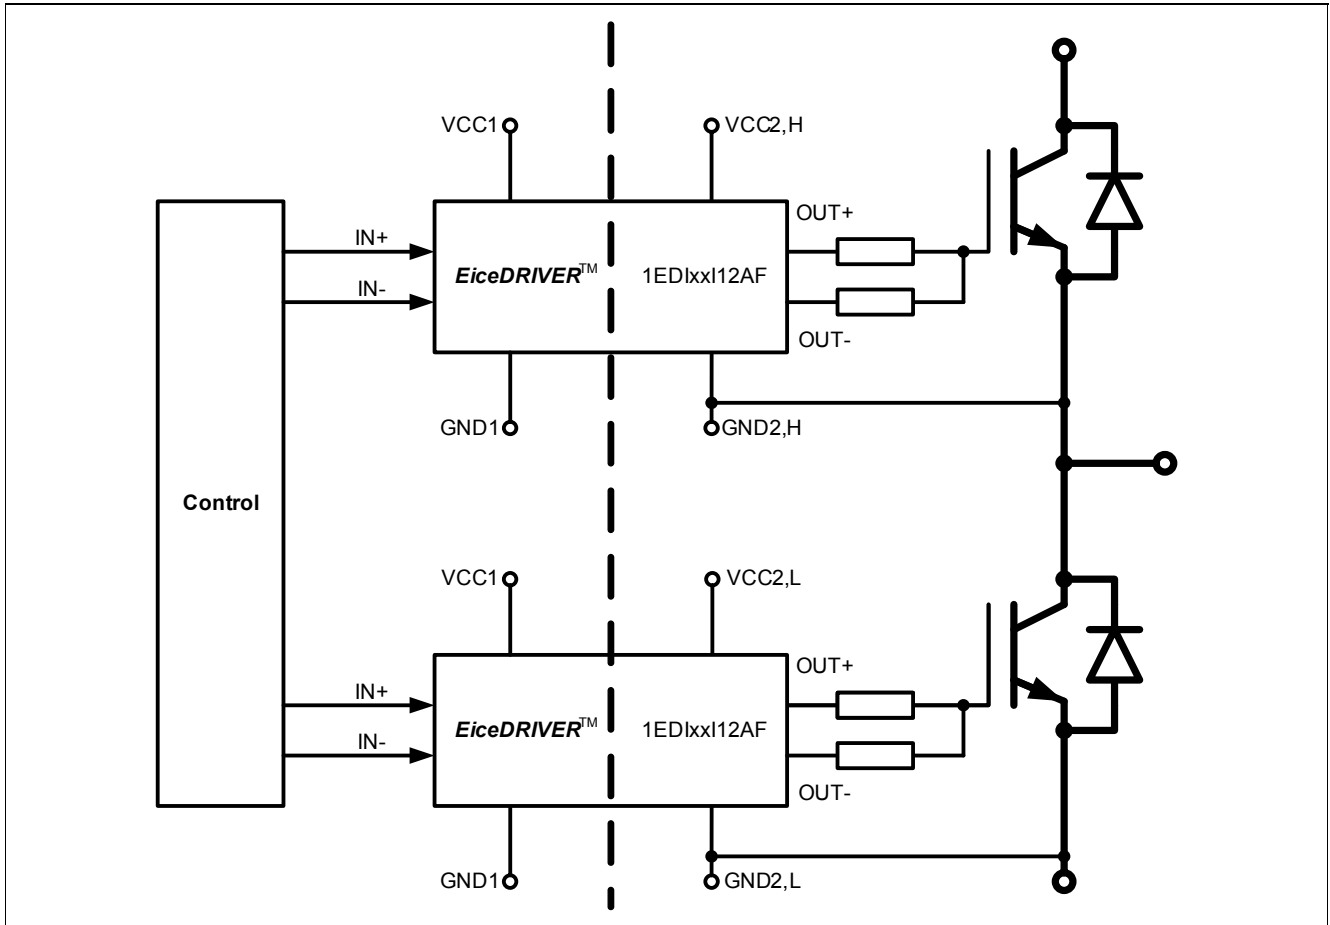 VCC1
VCC2,H
OUT+
IN+
EiceDRIVER™
1EDIxxI12AF
IN-
OUT-
GND1
GND2,H
Control
VCC1
VCC2,L
OUT+
IN+
EiceDRIVER™
1EDIxxI12AF
IN-
OUT-
GND1
GND2,L